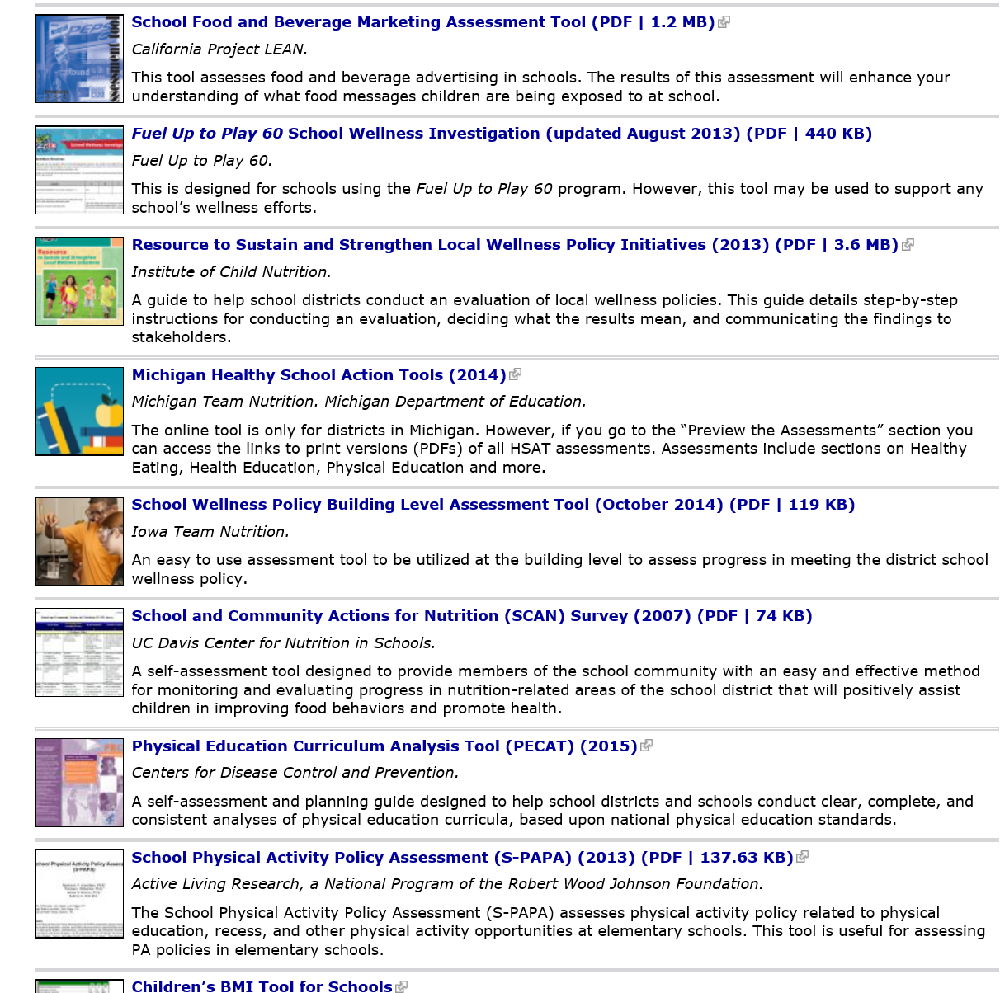 School Food and Beverage Marketing Assessment Tool (PDF | 1.2 MB)
California Project LEAN.
This tool assesses food and beverage advertising in schools. The results of this assessment will enhance your
understanding of what food messages children are being exposed to at school.
Fuel Up to Play 60 School Wellness Investigation (updated August 2013) (PDF | 440 KB)
Fuel Up to Play 60.
This is designed for schools using the Fuel Up to Play 60 program. However, this tool may be used to support any
school’s wellness efforts.
Resource to Sustain and Strengthen Local Wellness Policy Initiatives (2013) (PDF | 3.6 MB)
Institute of Child Nutrition.
A guide to help school districts conduct an evaluation of local wellness policies. This guide details step-by-step
instructions for conducting an evaluation, deciding what the results mean, and communicating the findings to
stakeholders.
Michigan Healthy School Action Tools (2014)
Michigan Team Nutrition. Michigan Department of Education.
The online tool is only for districts in Michigan. However, if you go to the “Preview the Assessments” section you
can access the links to print versions (PDFs) of all HSAT assessments. Assessments include sections on Healthy
Eating, Health Education, Physical Education and more.
School Wellness Policy Building Level Assessment Tool (October 2014) (PDF | 119 KB)
Iowa Team Nutrition.
An easy to use assessment tool to be utilized at the building level to assess progress in meeting the district school
wellness policy.
School and Community Actions for Nutrition (SCAN) Survey (2007) (PDF | 74 KB)
UC Davis Center for Nutrition in Schools.
A self-assessment tool designed to provide members of the school community with an easy and effective method
for monitoring and evaluating progress in nutrition-related areas of the school district that will positively assist
children in improving food behaviors and promote health.
Physical Education Curriculum Analysis Tool (PECAT) (2015)
Centers for Disease Control and Prevention.
A self-assessment and planning guide designed to help school districts and schools conduct clear, complete, and
consistent analyses of physical education curricula, based upon national physical education standards.
School Physical Activity Policy Assessment (S-PAPA) (2013) (PDF | 137.63 KB)
Active Living Research, a National Program of the Robert Wood Johnson Foundation.
The School Physical Activity Policy Assessment (S-PAPA) assesses physical activity policy related to physical
education, recess, and other physical activity opportunities at elementary schools. This tool is useful for assessing
PA policies in elementary schools.
Children’s BMI Tool for Schools